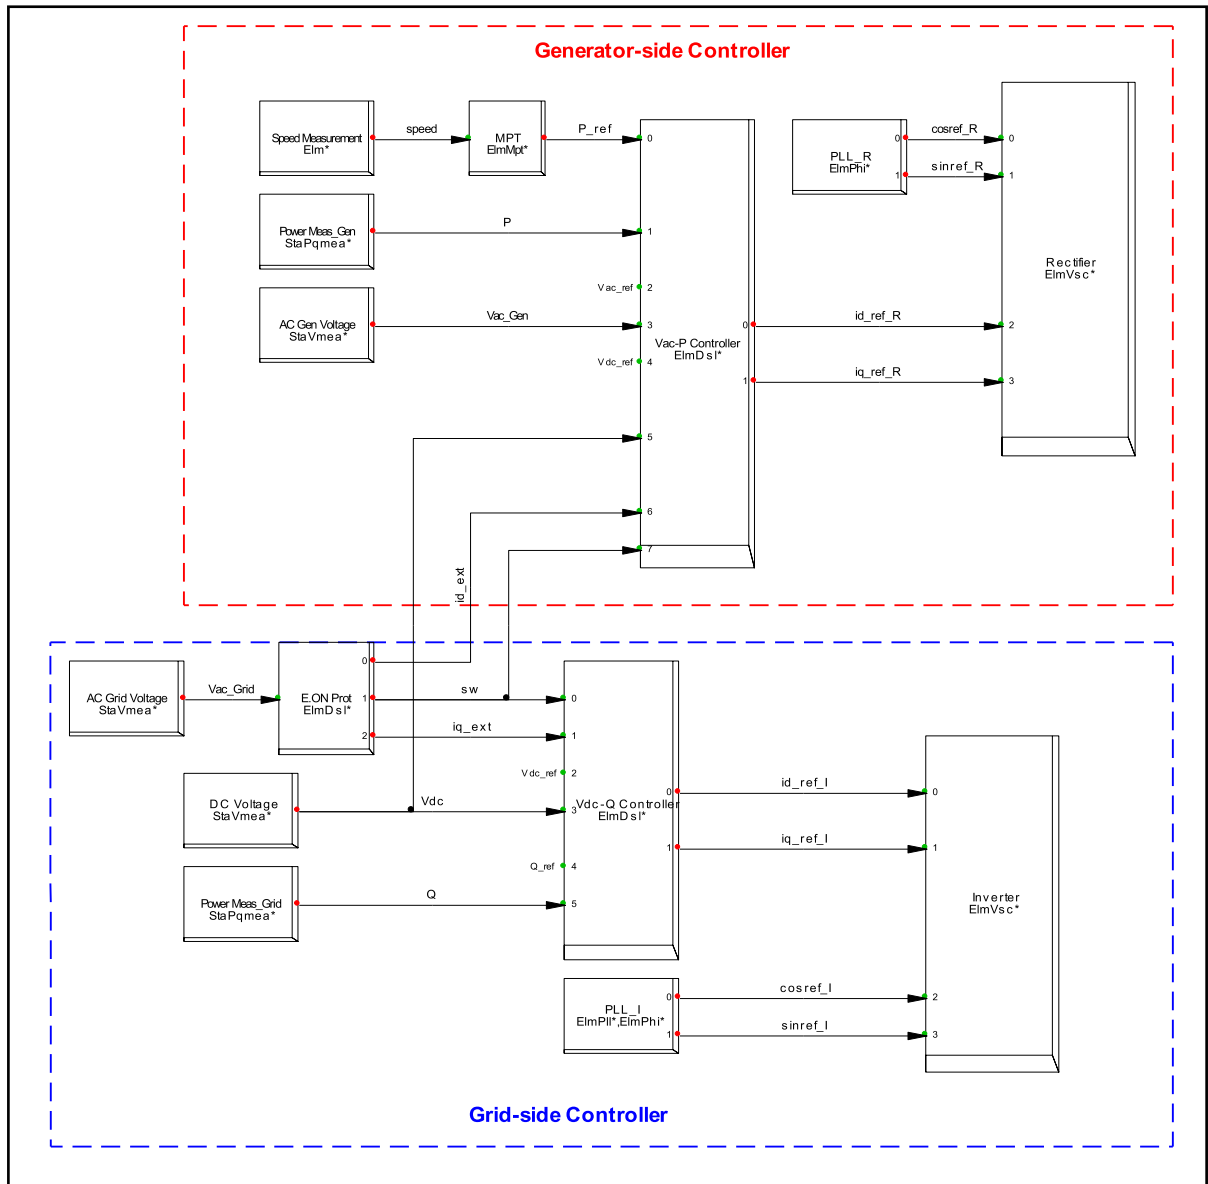 Generator-side Controller
Speed Measurement
Elm*
speed
MPT
ElmMpt*
P_ref
0
PLL_R
ElmPhi*
0
1
cosref_R
sinref_R
0
1
Rectifier
ElmVsc*
2
3
Power Meas_Gen
StaPqmea*
P
1
Vac_ref
2
AC Gen Voltage
StaVmea*
Vac_Gen
3
Vdc_ref
4
Vac-P Controller
ElmDsl*
0
1
id_ref_R
iq_ref_R
5
6
7
id_ext
AC Grid Voltage
StaVmea*
Vac_Grid
E.ON Prot
ElmDsl*
0
1
2
sw
iq_ext
0
1
Vdc_ref
2
DC Voltage
StaVmea*
Vdc
3
Vdc-Q Controller
ElmDsl*
0
1
id_ref_I
iq_ref_I
0
1
Q_ref
4
Power Meas_Grid
StaPqmea*
Q
5
Inverter
ElmVsc*
PLL_I
ElmPll*,ElmPhi*
0
1
cosref_I
sinref_I
2
3
Grid-side Controller